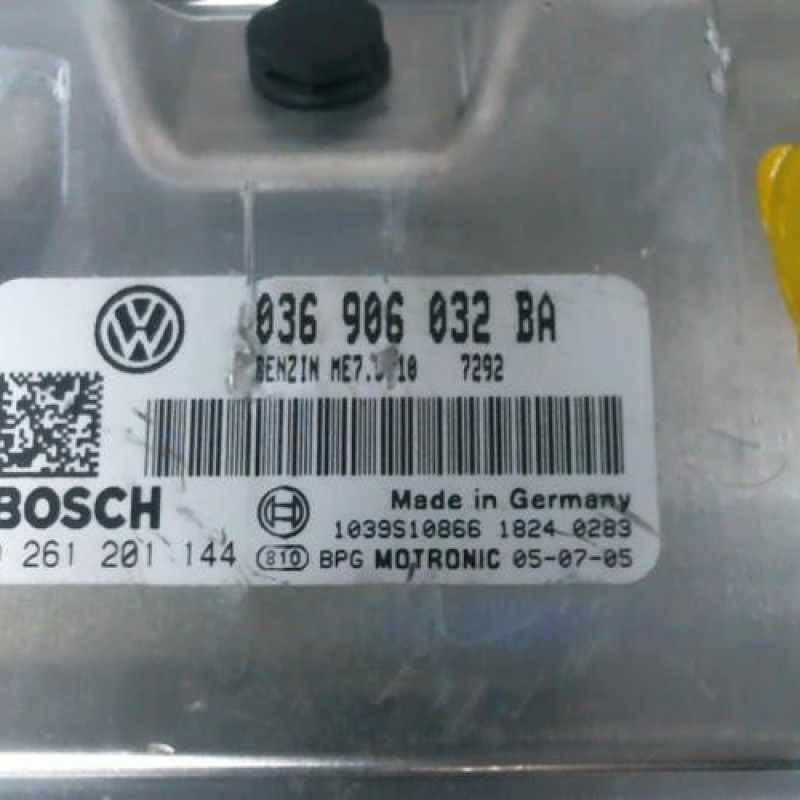 036 906 032 BA
BENZIN 7292
BOSCH
Made in Germany
1039S10866 1824 0283
261 201 144
810 BPG MOTRONIC 05-07-05